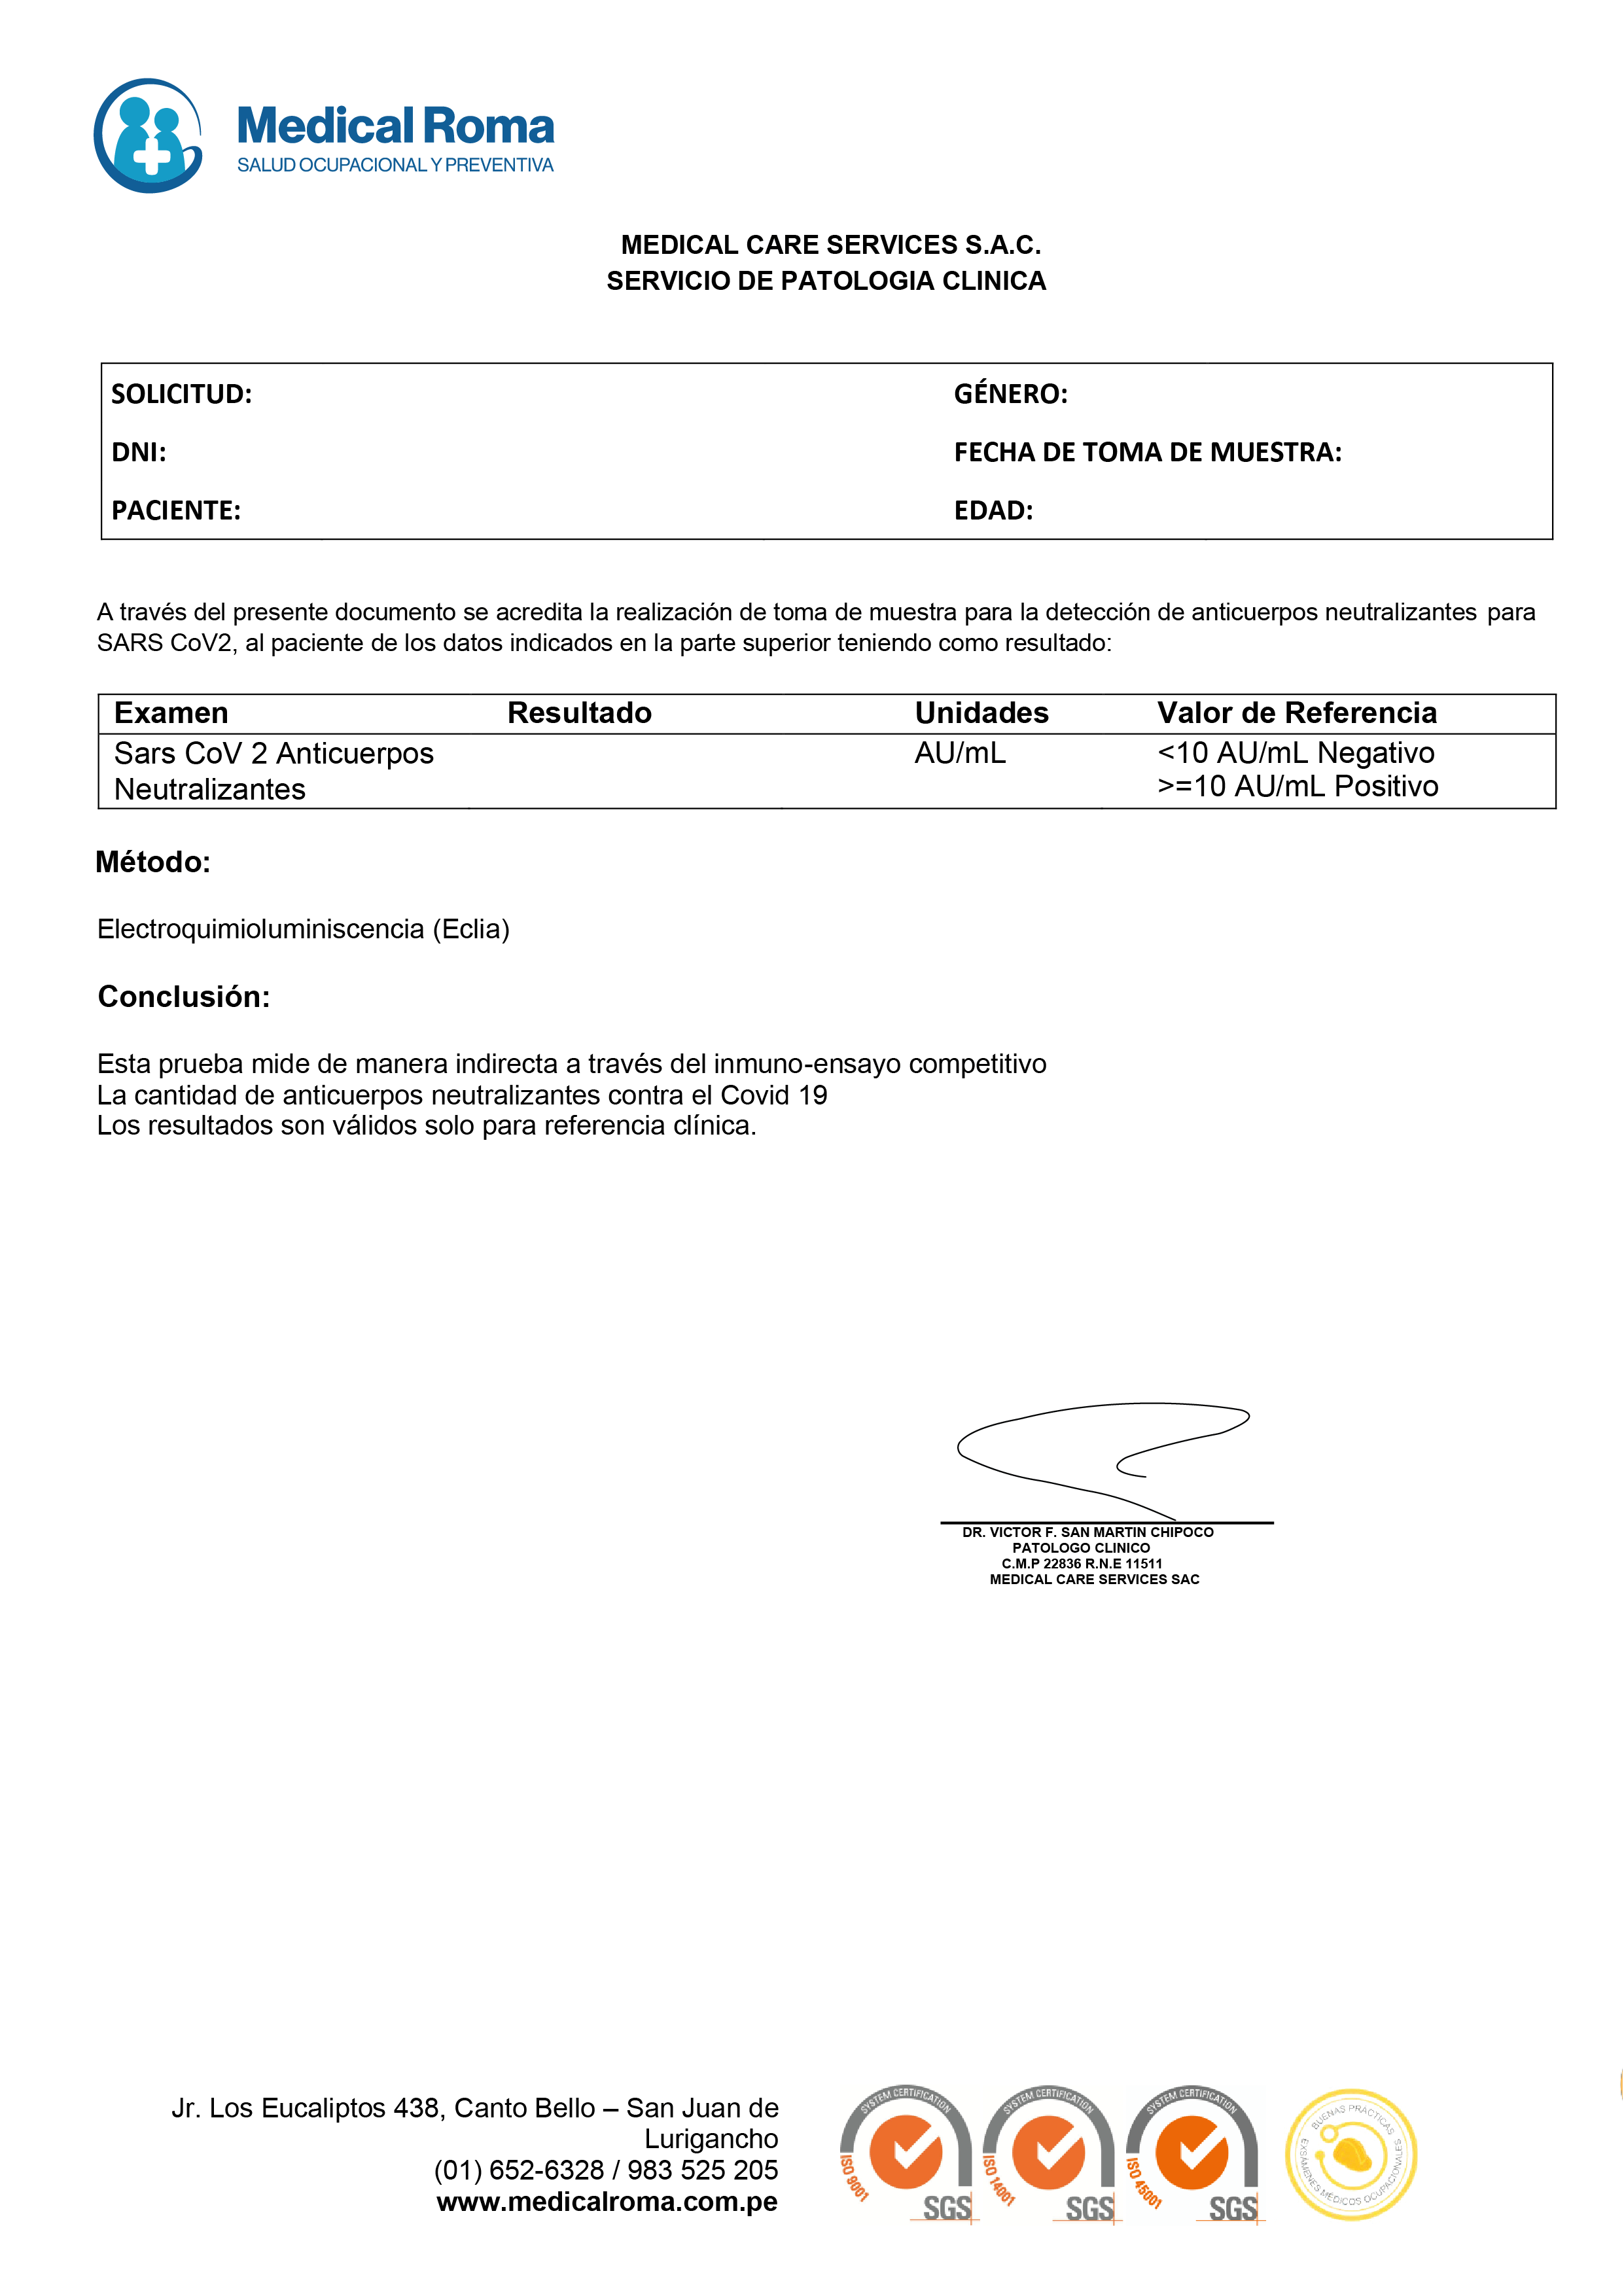 Medical Roma
SALUD OCUPACIONAL Y PREVENTIVA
MEDICAL CARE SERVICES S.A.C.
SERVICIO DE PATOLOGIA CLINICA
SOLICITUD: GÉNERO:
DNI: FECHA DE TOMA DE MUESTRA:
PACIENTE: EDAD:
A través del presente documento se acredita la realización de toma de muestra para la detección de anticuerpos neutralizantes para
SARS CoV2, al paciente de los datos indicados en la parte superior teniendo como resultado:
Examen Resultado Unidades Valor de Referencia
Sars CoV 2 Anticuerpos AU/mL <10 AU/mL Negativo
Neutralizantes >=10 AU/mL Positivo
Método:
Electroquimioluminiscencia (Eclia)
Conclusión:
Esta prueba mide de manera indirecta a través del inmuno-ensayo competitivo
La cantidad de anticuerpos neutralizantes contra el Covid 19
Los resultados son válidos solo para referencia clínica.
DR. VICTOR F. SAN MARTIN CHIPOCO
PATOLOGO CLINICO
C.M.P 22836 R.N.E 11511
MEDICAL CARE SERVICES SAC
Jr. Los Eucaliptos 438, Canto Bello – San Juan de
Lurigancho
(01) 652-6328 / 983 525 205
www.medicalroma.com.pe
SYSTEM CERTIFICATION
ISO 9001
SGS
SYSTEM CERTIFICATION
ISO 14001
SGS
SYSTEM CERTIFICATION
ISO 45001
SGS
BUENAS PRÁCTICAS
EXÁMENES MÉDICOS OCUPACIONALES